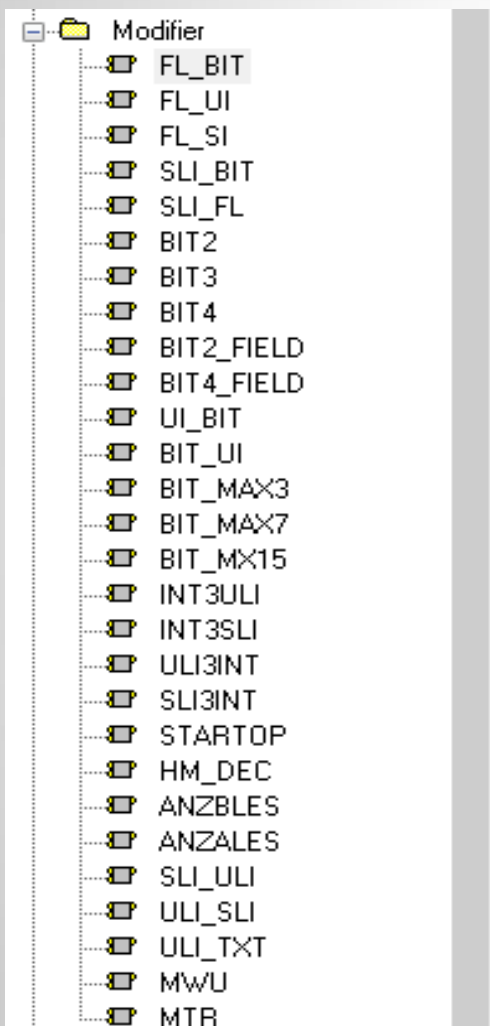 Modifier
FL_BIT
FL_UI
FL_SI
SLI_BIT
SLI_FL
BIT2
BIT3
BIT4
BIT2_FIELD
BIT4_FIELD
UI_BIT
BIT_UI
BIT_MAX3
BIT_MAX7
BIT_MX15
INT3ULI
INT3SLI
ULI3INT
SLI3INT
STARTOP
HM_DEC
ANZBLES
ANZALES
SLI_ULI
ULI_SLI
ULI_TXT
MWU
MTR